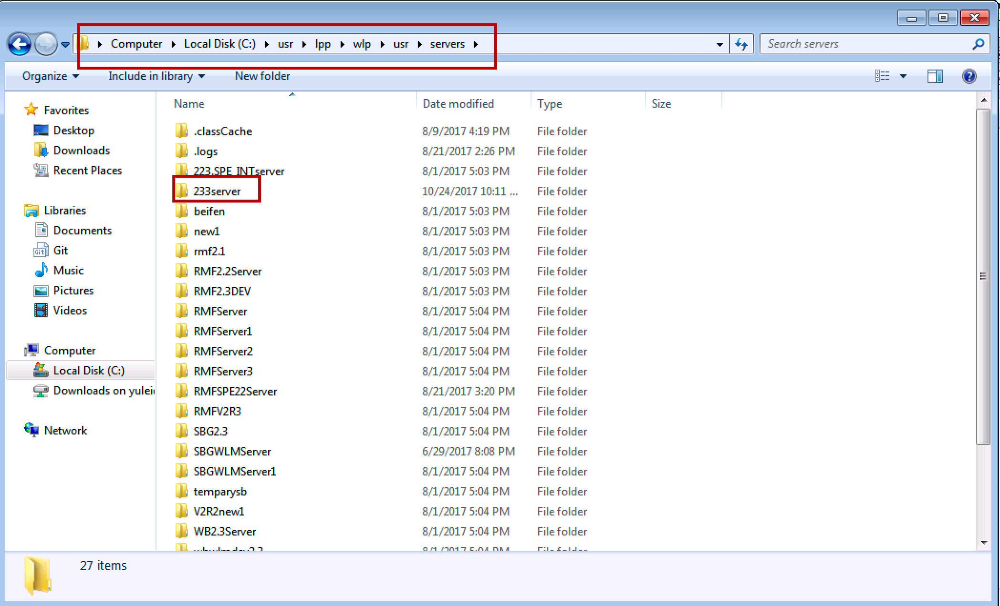 Computer Local Disk (C:) usr lpp wlp usr servers
Search servers
Organize Include in library New folder
Name Date modified Type Size
Favorites
Desktop
Downloads
Recent Places
Libraries
Documents
Git
Music
Pictures
Videos
Computer
Local Disk (C:)
Downloads on
Network
.classCache 8/9/2017 4:19 PM File folder
.logs 8/21/2017 2:26 PM File folder
223.SPE_INTserver 8/1/2017 5:03 PM File folder
233server 10/24/2017 10:11 ... File folder
beifen 8/1/2017 5:03 PM File folder
new1 8/1/2017 5:03 PM File folder
rmf2.1 8/1/2017 5:03 PM File folder
RMF2.2Server 8/1/2017 5:03 PM File folder
RMF2.3DEV 8/1/2017 5:03 PM File folder
RMFServer 8/1/2017 5:04 PM File folder
RMFServer1 8/1/2017 5:04 PM File folder
RMFServer2 8/1/2017 5:04 PM File folder
RMFServer3 8/1/2017 5:04 PM File folder
RMFSPE22Server 8/21/2017 3:20 PM File folder
RMFV2R3 8/1/2017 5:04 PM File folder
SBG2.3 8/1/2017 5:04 PM File folder
SBGWLMServer 6/29/2017 8:08 PM File folder
SBGWLMServer1 8/1/2017 5:04 PM File folder
temparysb 8/1/2017 5:04 PM File folder
V2R2new1 8/1/2017 5:04 PM File folder
WB2.3Server 8/1/2017 5:04 PM File folder
8/1/2017 5:04 PM File folder
27 items